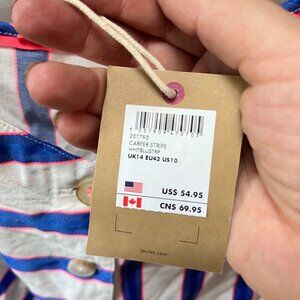 207793
CARPER STRIPE
WHTBLUSTRP
UK14 EU42 US10
US$ 54.95
CN$ 69.95
joules.com